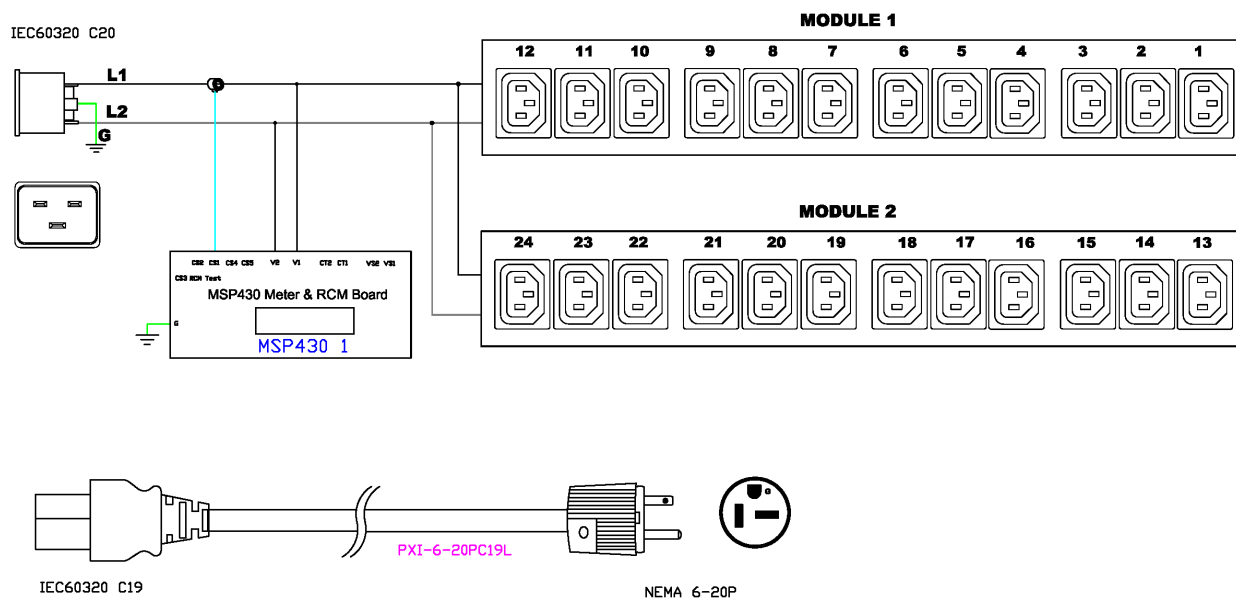 MODULE 1
IEC60320 C20
12 11 10 9 8 7 6 5 4 3 2 1
L1
L2
G
MODULE 2
24 23 22 21 20 19 18 17 16 15 14 13
CS2 CS1 CS4 CS5 V2 V1 CT2 CT1 VS2 VS1
CS3 RCM Test
MSP430 Meter & RCM Board
G
MSP430 1
G
PXI-6-20PC19L
IEC60320 C19
NEMA 6-20P